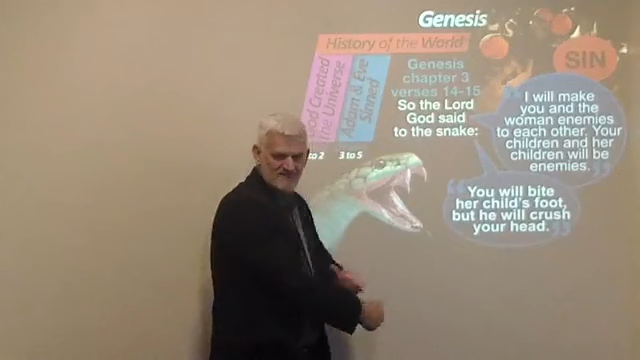 Genesis
History of the World
God Created
the Universe
Adam & Eve
Sinned
to 2
3 to 5
Genesis
chapter 3
verses 14-15
So the Lord
God said
to the snake:
SIN
"I will make
you and the
woman enemies
to each other. Your
children and her
children will be
enemies."
"You will bite
her child's foot,
but he will crush
your head."